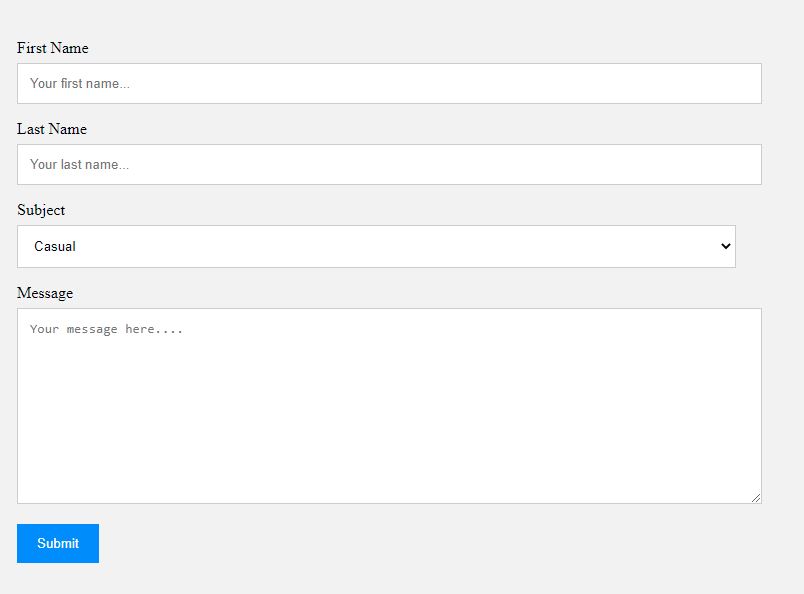 First Name
Your first name...
Last Name
Your last name...
Subject
Casual
Message
Your message here....
Submit